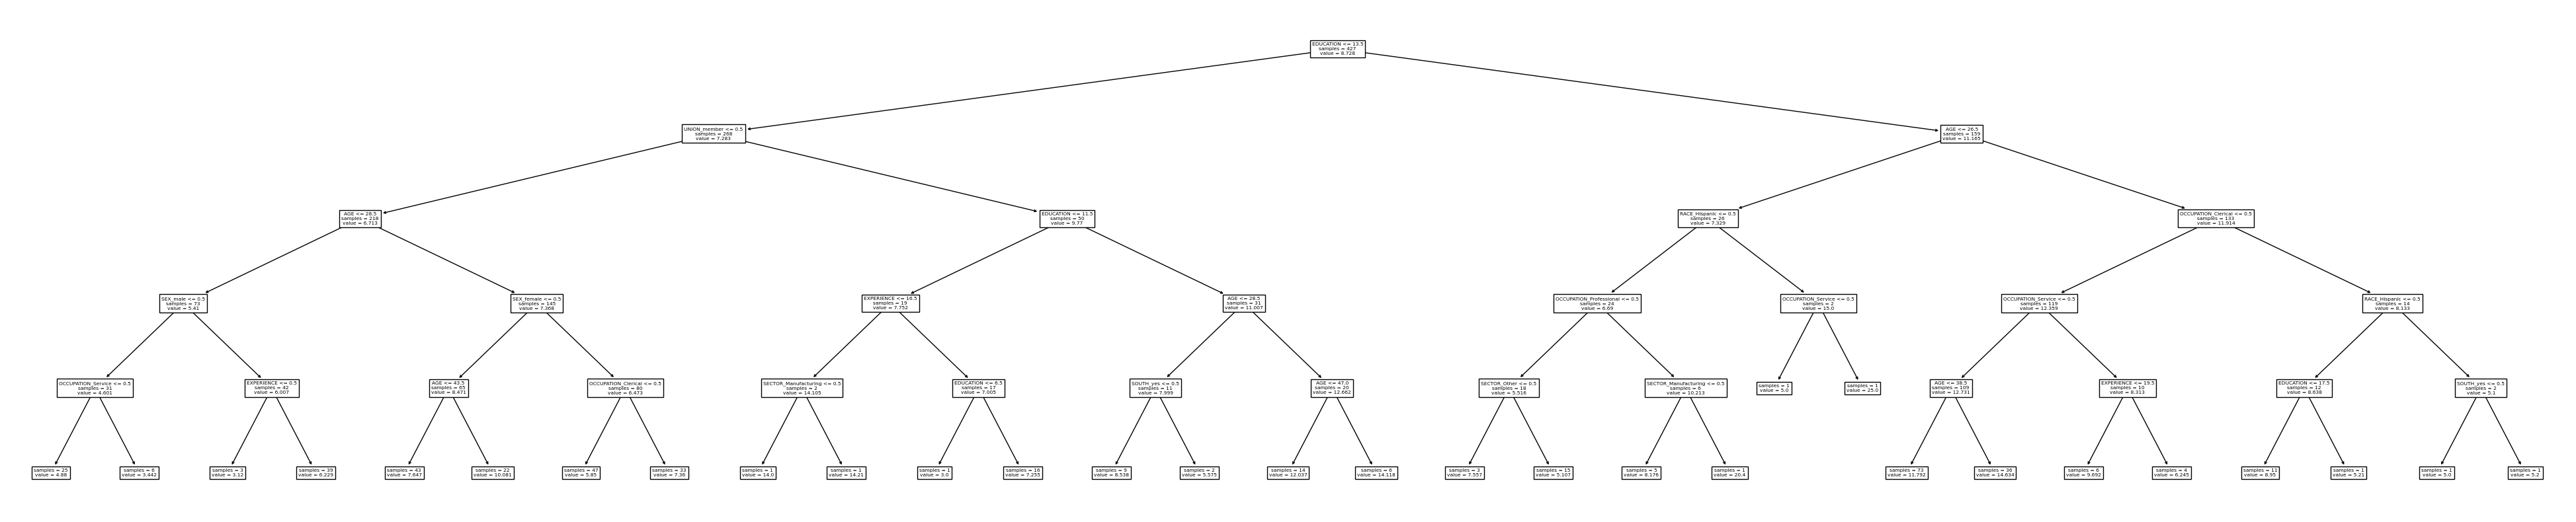 EDUCATION <= 13.5
samples = 427
value = 8.728
UNION_member <= 0.5
samples = 268
value = 7.283
AGE <= 26.5
samples = 159
value = 11.165
AGE <= 28.5
samples = 218
value = 6.713
EDUCATION <= 11.5
samples = 50
value = 9.77
RACE_Hispanic <= 0.5
samples = 26
value = 7.329
OCCUPATION_Clerical <= 0.5
samples = 133
value = 11.914
SEX_male <= 0.5
samples = 73
value = 5.41
SEX_female <= 0.5
samples = 145
value = 7.368
EXPERIENCE <= 16.5
samples = 19
value = 7.752
AGE <= 28.5
samples = 31
value = 11.007
OCCUPATION_Professional <= 0.5
samples = 24
value = 6.69
OCCUPATION_Service <= 0.5
samples = 2
value = 15.0
OCCUPATION_Service <= 0.5
samples = 119
value = 12.359
RACE_Hispanic <= 0.5
samples = 14
value = 8.133
OCCUPATION_Service <= 0.5
samples = 31
value = 4.601
EXPERIENCE <= 0.5
samples = 42
value = 6.007
AGE <= 43.5
samples = 65
value = 8.471
OCCUPATION_Clerical <= 0.5
samples = 80
value = 6.473
SECTOR_Manufacturing <= 0.5
samples = 2
value = 14.105
EDUCATION <= 6.5
samples = 17
value = 7.005
SOUTH_yes <= 0.5
samples = 11
value = 7.999
AGE <= 47.0
samples = 20
value = 12.662
SECTOR_Other <= 0.5
samples = 18
value = 5.516
SECTOR_Manufacturing <= 0.5
samples = 6
value = 10.213
samples = 1
value = 5.0
samples = 1
value = 25.0
AGE <= 38.5
samples = 109
value = 12.731
EXPERIENCE <= 19.5
samples = 10
value = 8.313
EDUCATION <= 17.5
samples = 12
value = 8.638
SOUTH_yes <= 0.5
samples = 2
value = 5.1
samples = 25
value = 4.88
samples = 6
value = 3.442
samples = 3
value = 3.12
samples = 39
value = 6.229
samples = 43
value = 7.647
samples = 22
value = 10.081
samples = 47
value = 5.85
samples = 33
value = 7.36
samples = 1
value = 14.0
samples = 1
value = 14.21
samples = 1
value = 3.0
samples = 16
value = 7.255
samples = 9
value = 8.538
samples = 2
value = 5.575
samples = 14
value = 12.037
samples = 6
value = 14.118
samples = 3
value = 7.557
samples = 15
value = 5.107
samples = 5
value = 8.176
samples = 1
value = 20.4
samples = 73
value = 11.792
samples = 36
value = 14.634
samples = 6
value = 9.692
samples = 4
value = 6.245
samples = 11
value = 8.95
samples = 1
value = 5.21
samples = 1
value = 5.0
samples = 1
value = 5.2